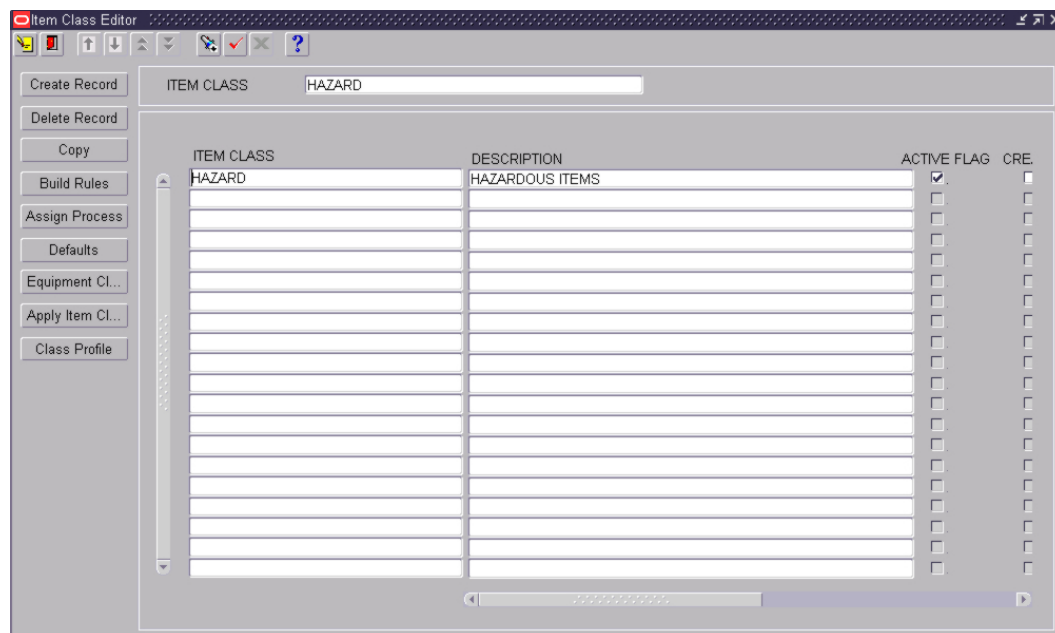 Item Class Editor
Create Record
Delete Record
Copy
Build Rules
Assign Process
Defaults
Equipment Cl...
Apply Item Cl...
Class Profile
ITEM CLASS HAZARD
ITEM CLASS DESCRIPTION ACTIVE FLAG CRE.
HAZARD HAZARDOUS ITEMS